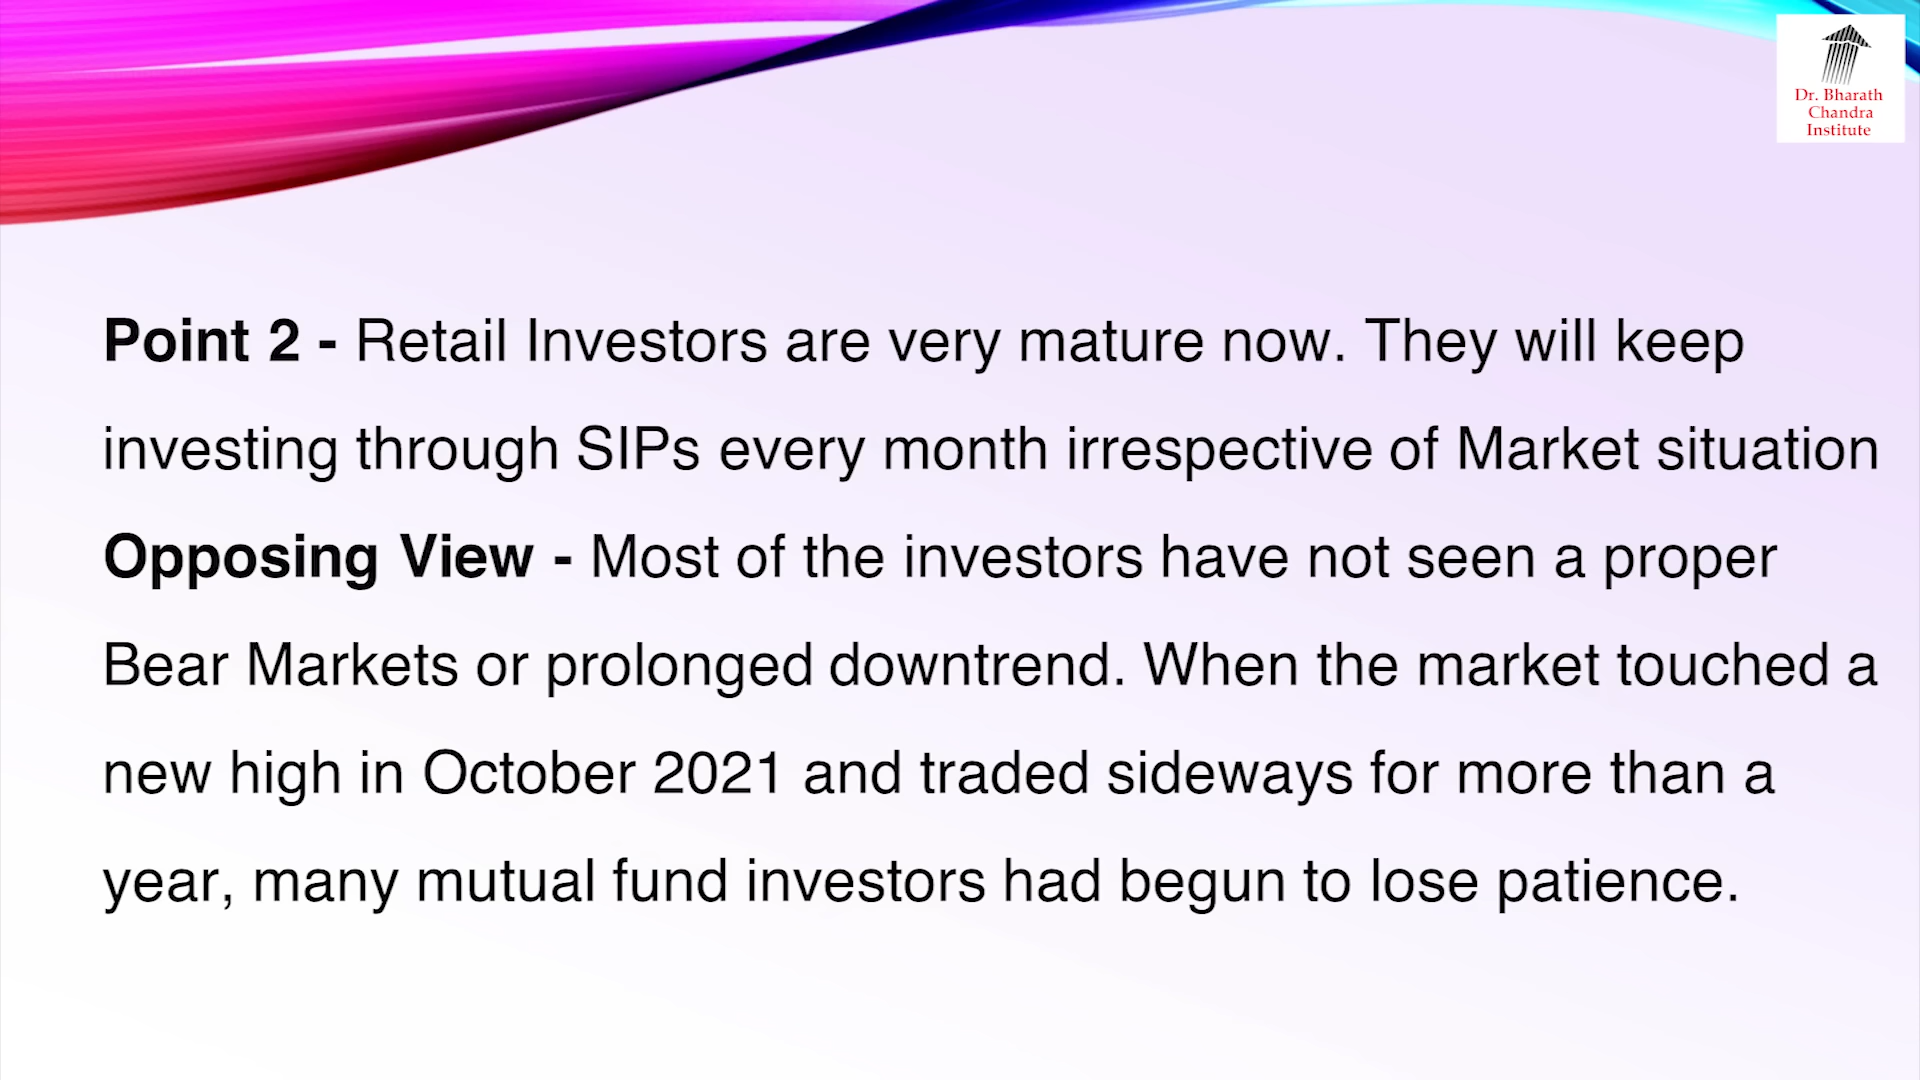 Dr. Bharath
Chandra
Institute
Point 2 - Retail Investors are very mature now. They will keep
investing through SIPs every month irrespective of Market situation
Opposing View - Most of the investors have not seen a proper
Bear Markets or prolonged downtrend. When the market touched a
new high in October 2021 and traded sideways for more than a
year, many mutual fund investors had begun to lose patience.